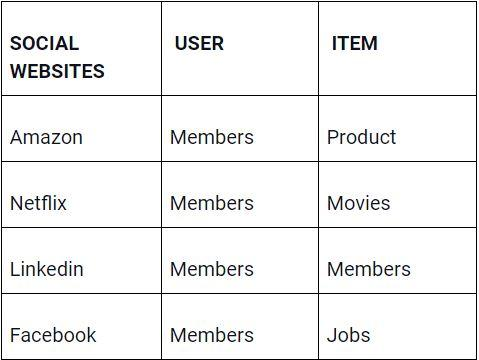 SOCIAL WEBSITES USER ITEM
Amazon Members Product
Netflix Members Movies
Linkedin Members Members
Facebook Members Jobs